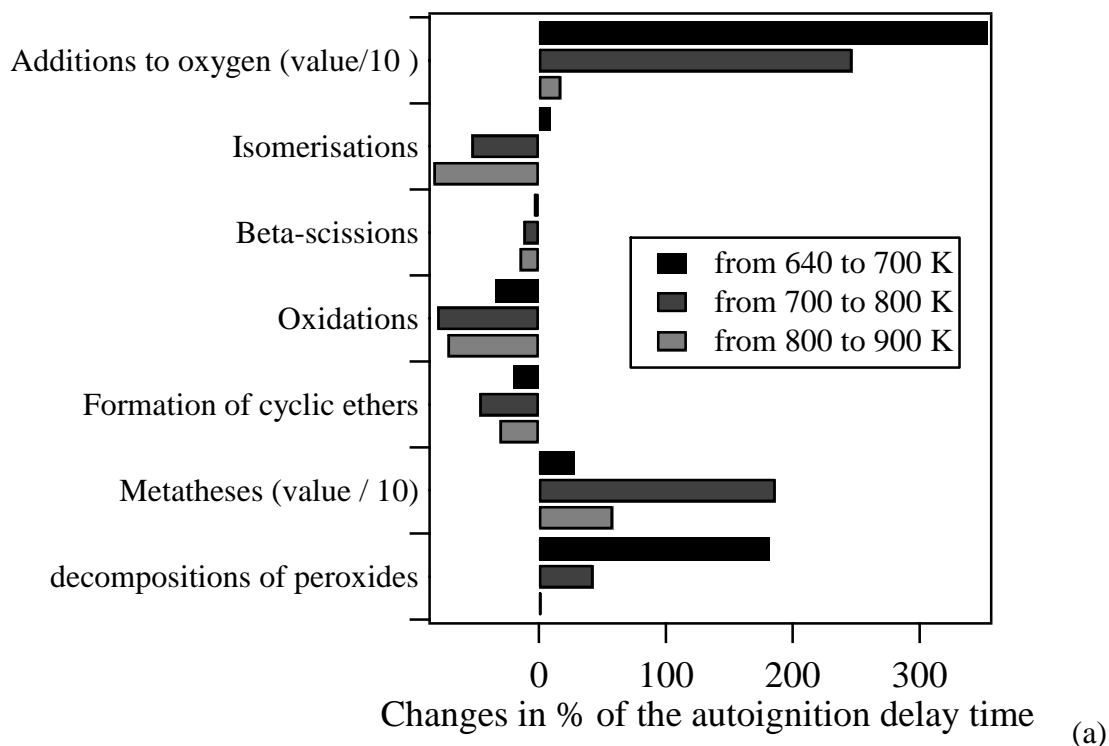 Additions to oxygen (value/10 )
Isomerisations
Beta-scissions
Oxidations
Formation of cyclic ethers
Metatheses (value / 10)
decompositions of peroxides
from 640 to 700 K
from 700 to 800 K
from 800 to 900 K
0 100 200 300
Changes in % of the autoignition delay time
(a)